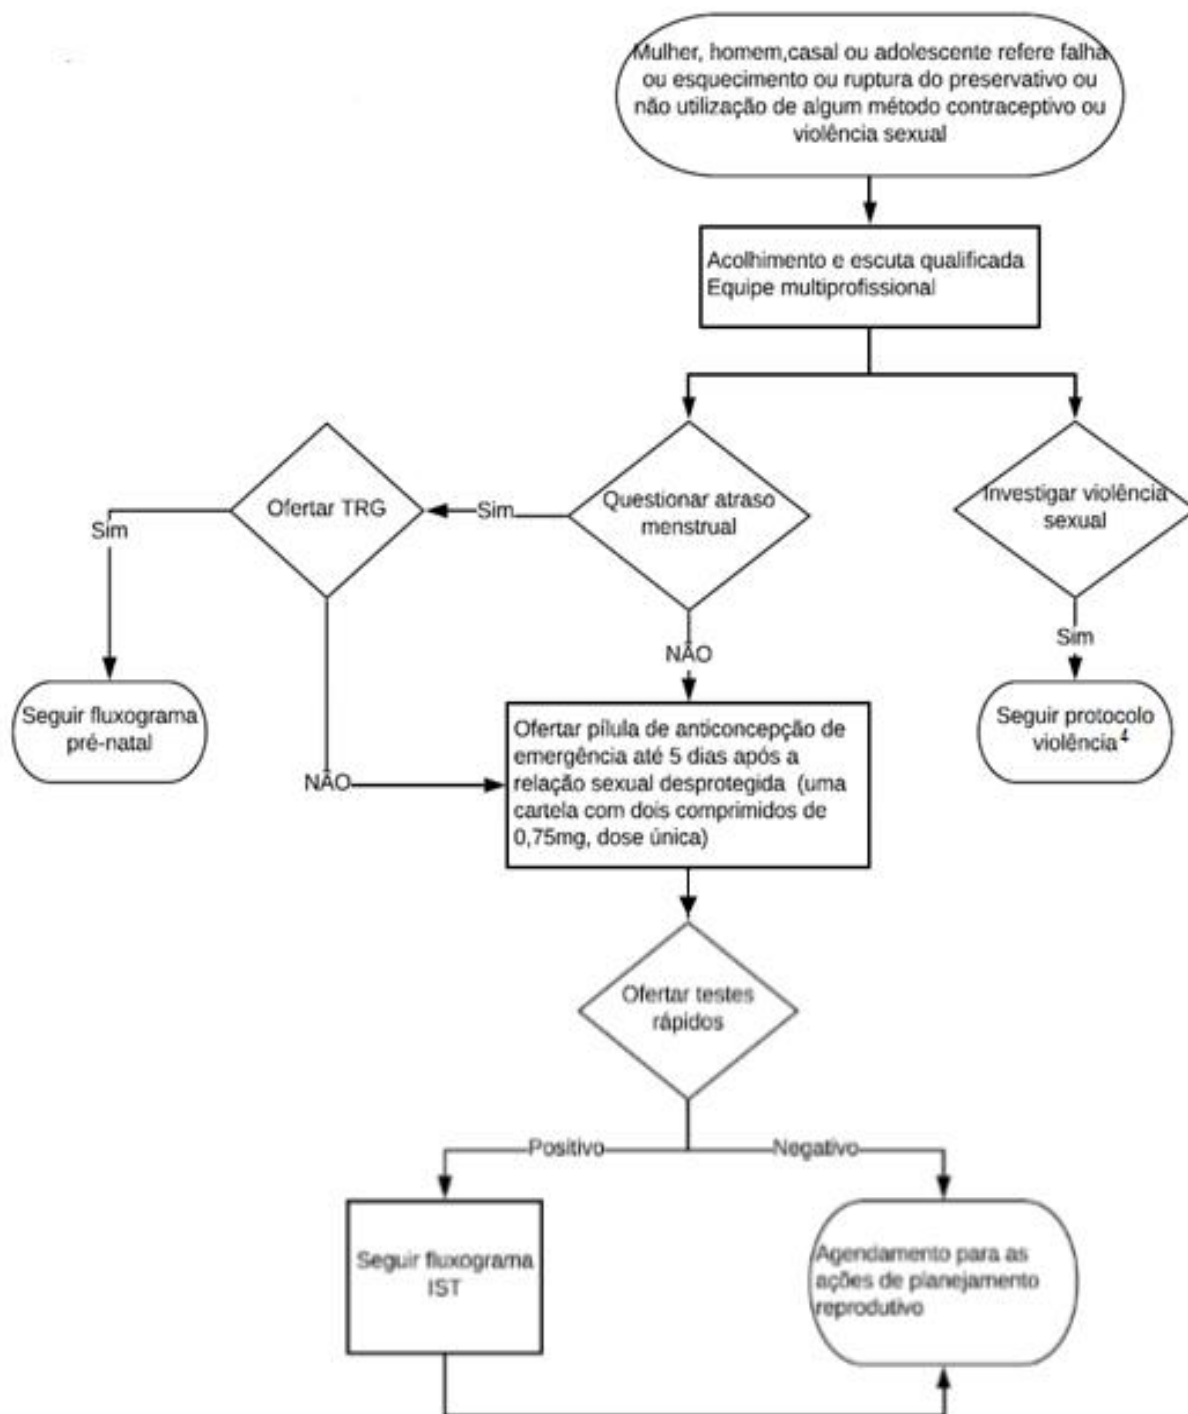 Mulher, homem,casal ou adolescente refere falha
ou esquecimento ou ruptura do preservativo ou
não utilização de algum método contraceptivo ou
violência sexual
Acolhimento e escuta qualificada
Equipe multiprofissional
Questionar atraso
menstrual
Investigar violência
sexual
Sim
Ofertar TRG
Sim
NÃO
Sim
Seguir fluxograma
pré-natal
NÃO
Ofertar pílula de anticoncepção de
emergência até 5 dias após a
relação sexual desprotegida (uma
cartela com dois comprimidos de
0,75mg, dose única)
Seguir protocolo
violência4
Ofertar testes
rápidos
Positivo
Negativo
Seguir fluxograma
IST
Agendamento para as
ações de planejamento
reprodutivo